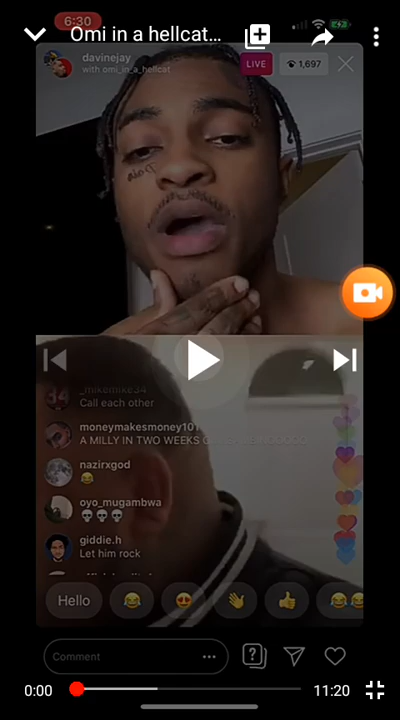 6:30
Omi in a hellcat...
davinejay
with omi_in_a_hellcat
LIVE
1,697
Pain
_mikemike34
Call each other
moneymakesmoney101
A MILLY IN TWO WEEKS
nazirxgod
😂
oyo_mugambwa
💀💀💀
giddie.h
Let him rock
Hello
Comment
0:00
11:20